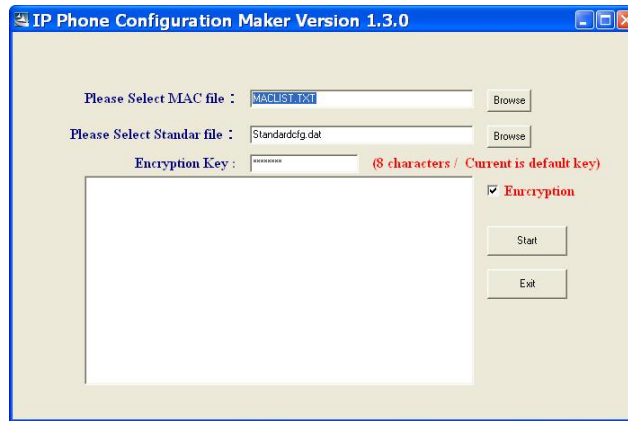 IP Phone Configuration Maker Version 1.3.0
Please Select MAC file : MACLIST.TXT Browse
Please Select Standar file : Standardcfg.dat Browse
Encryption Key : ******** (8 characters / Current is default key)
Enrcryption
Start
Exit